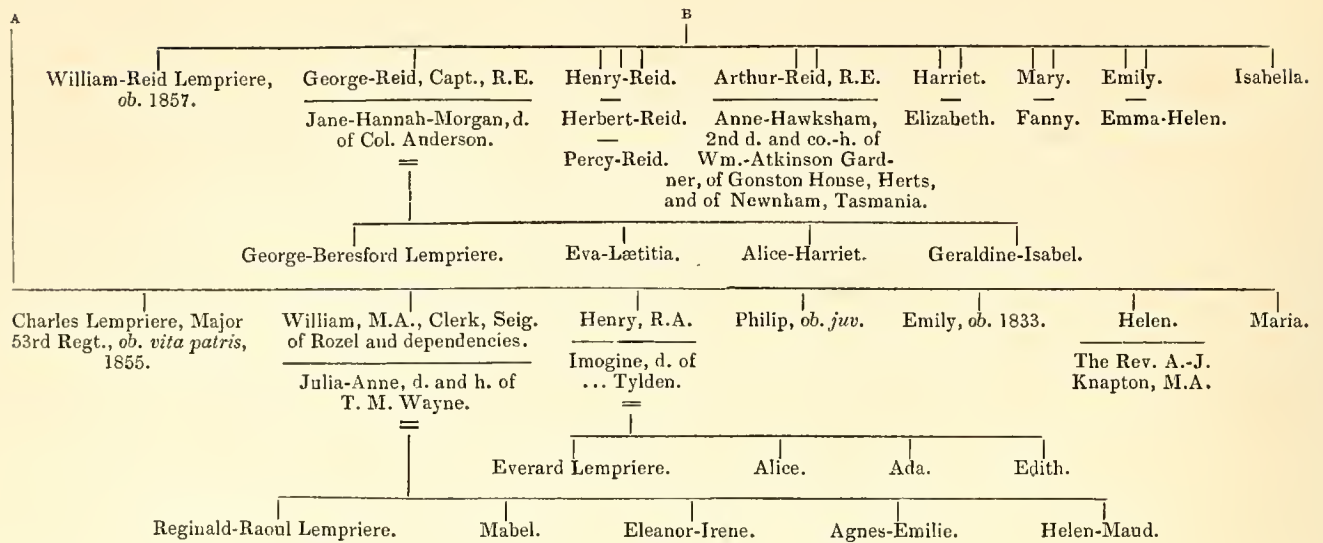 A
B
William-Reid Lempriere,
ob. 1857.
George-Reid, Capt., R.E.
Jane-Hannah-Morgan, d.
of Col. Anderson.
Henry-Reid.
Herbert-Reid.
Percy-Reid.
Arthur-Reid, R.E.
Anne-Hawksham,
2nd d. and co.-h. of
Wm.-Atkinson Gard-
ner, of Gonston House, Herts,
and of Newnham, Tasmania.
Harriet.
Elizabeth.
Mary.
Fanny.
Emily.
Emma-Helen.
Isabella.
George-Beresford Lempriere.
Eva-Lætitia.
Alice-Harriet.
Geraldine-Isabel.
Charles Lempriere, Major
53rd Regt., ob. vita patris,
1855.
William, M.A., Clerk, Seig.
of Rozel and dependencies.
Julia-Anne, d. and h. of
T. M. Wayne.
Henry, R.A.
Imogine, d. of
... Tylden.
Philip, ob. juv.
Emily, ob. 1833.
Helen.
The Rev. A.-J.
Knapton, M.A.
Maria.
Everard Lempriere.
Alice.
Ada.
Edith.
Reginald-Raoul Lempriere.
Mabel.
Eleanor-Irene.
Agnes-Emilie.
Helen-Maud.